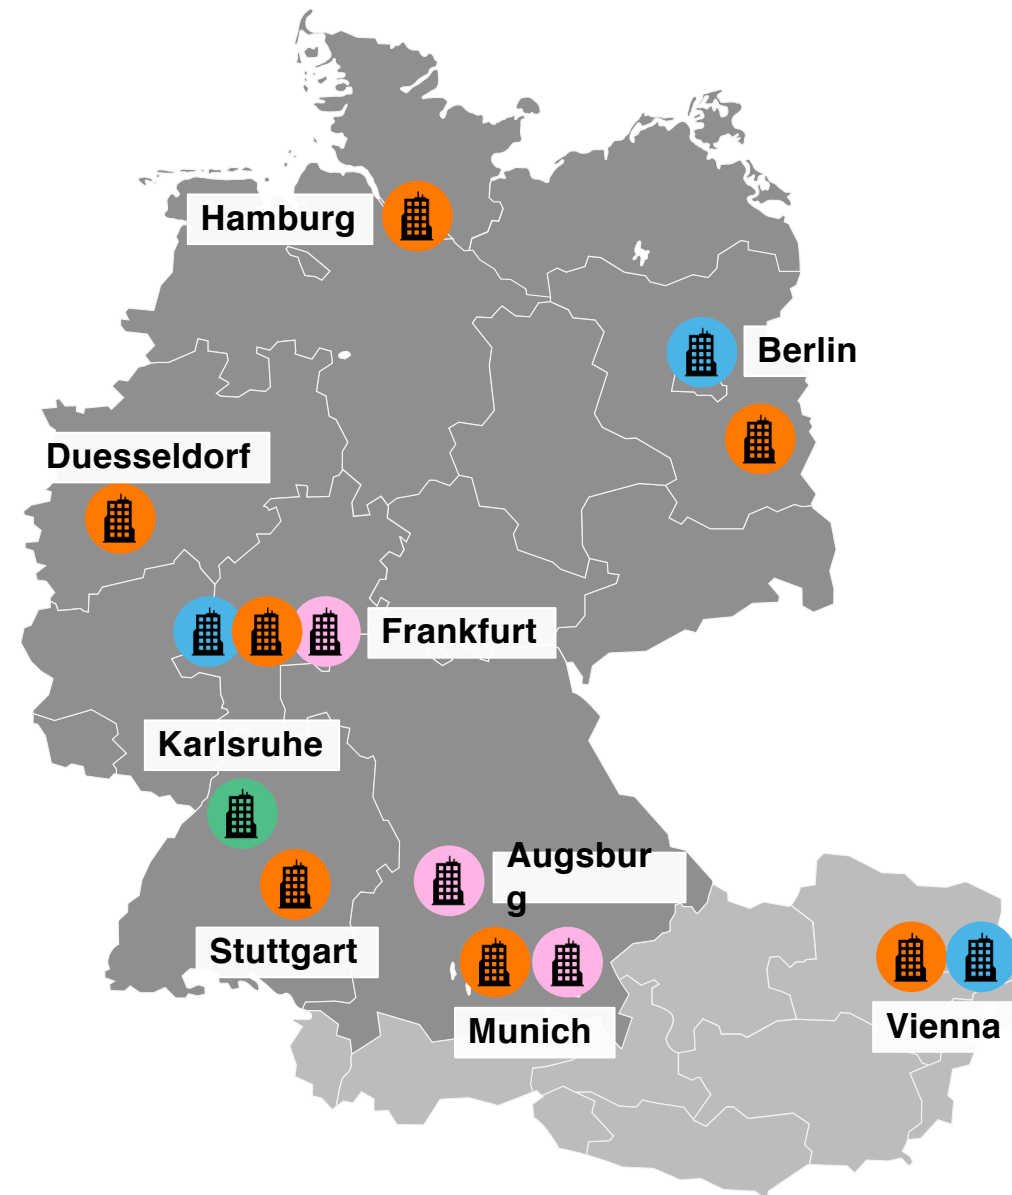 Hamburg
Berlin
Duesseldorf
Frankfurt
Karlsruhe
Augsbur
g
Stuttgart
Munich
Vienna